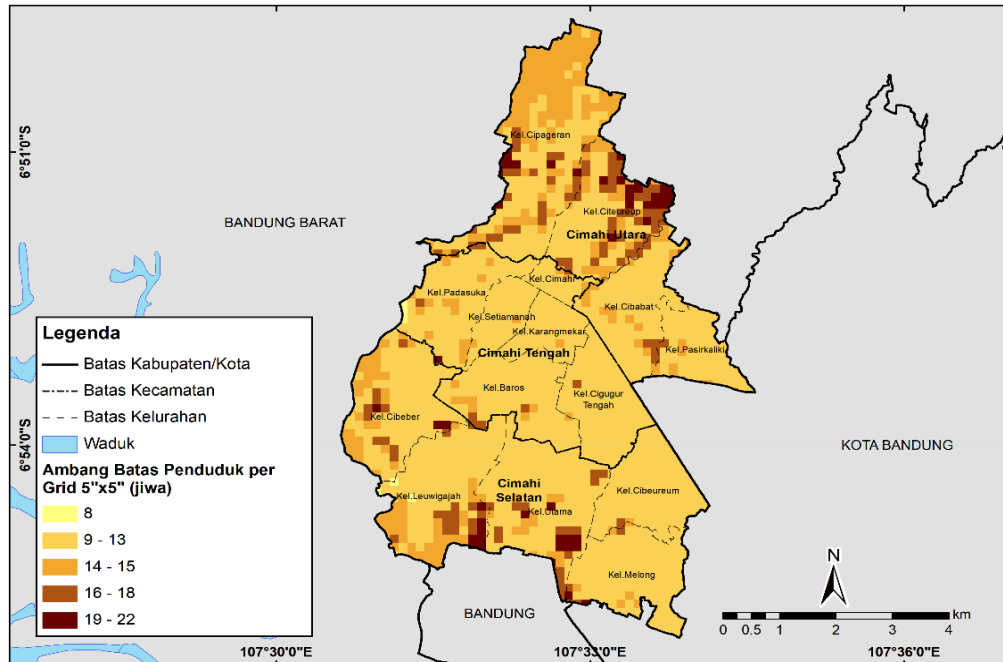 6°51'0"S
6°54'0"S
BANDUNG BARAT
Kel.Cipageran
Kel.Citeureup
Cimahi Utara
Kel.Cimahi
Kel.Padasuka
Kel.Cibabat
Kel.Setiamanah
Kel.Karangmekar
Kel.Pasirkaliki
Cimahi Tengah
Kel.Baros
Kel.Cigugur
Tengah
Kel.Cibeber
KOTA BANDUNG
Kel.Leuwigajah
Cimahi
Selatan
Kel.Cibeureum
Kel.Utama
Kel.Melong
BANDUNG
Legenda
Batas Kabupaten/Kota
Batas Kecamatan
Batas Kelurahan
Waduk
Ambang Batas Penduduk per
Grid 5"x5" (jiwa)
8
9 - 13
14 - 15
16 - 18
19 - 22
N
km
0 0.5 1 2 3 4
107°30'0"E
107°33'0"E
107°36'0"E